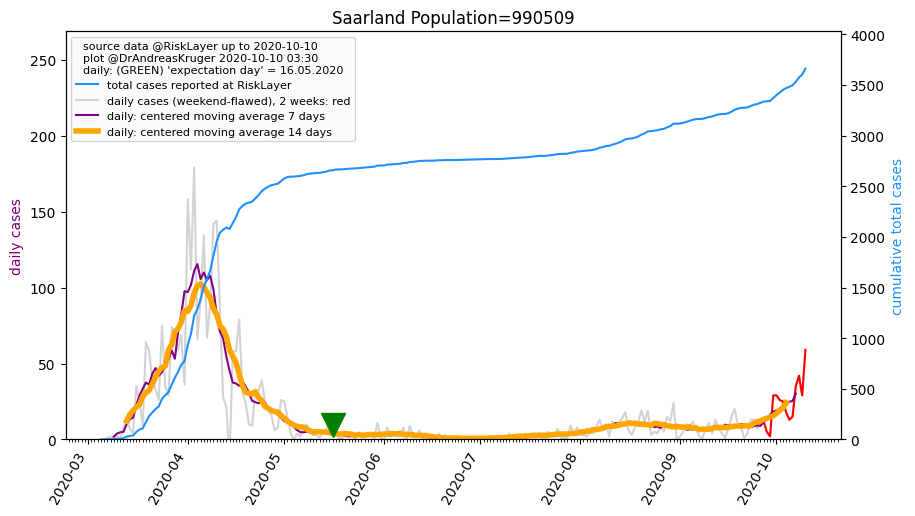 Saarland Population=990509
source data @RiskLayer up to 2020-10-10
plot @DrAndreasKruger 2020-10-10 03:30
daily: (GREEN) 'expectation day' = 16.05.2020
total cases reported at RiskLayer
daily cases (weekend-flawed), 2 weeks: red
daily: centered moving average 7 days
daily: centered moving average 14 days
daily cases
250
200
150
100
50
0
cumulative total cases
4000
3500
3000
2500
2000
1500
1000
500
0
2020-03
2020-04
2020-05
2020-06
2020-07
2020-08
2020-09
2020-10